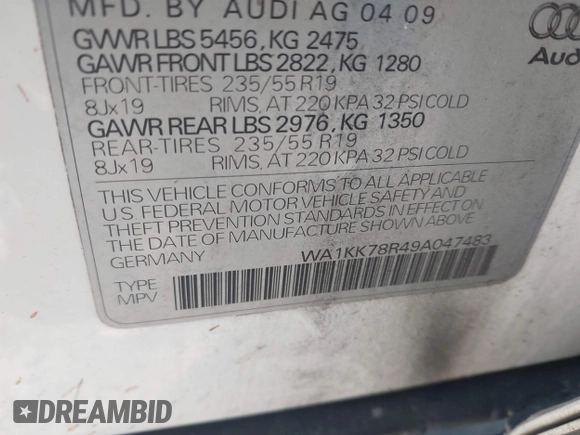 MFD. BY AUDI AG 04 09
GVWR LBS 5456, KG 2475
GAWR FRONT LBS 2822, KG 1280
FRONT-TIRES 235/55 R19
8Jx19 RIMS, AT 220 KPA 32 PSI COLD
GAWR REAR LBS 2976, KG 1350
REAR-TIRES 235/55 R19
8Jx19 RIMS, AT 220 KPA 32 PSI COLD
THIS VEHICLE CONFORMS TO ALL APPLICABLE
U.S. FEDERAL MOTOR VEHICLE SAFETY AND
THEFT PREVENTION STANDARDS IN EFFECT ON
THE DATE OF MANUFACTURE SHOWN ABOVE
GERMANY WA1KK78R49A047483
TYPE
MPV
Aud
DREAMBID